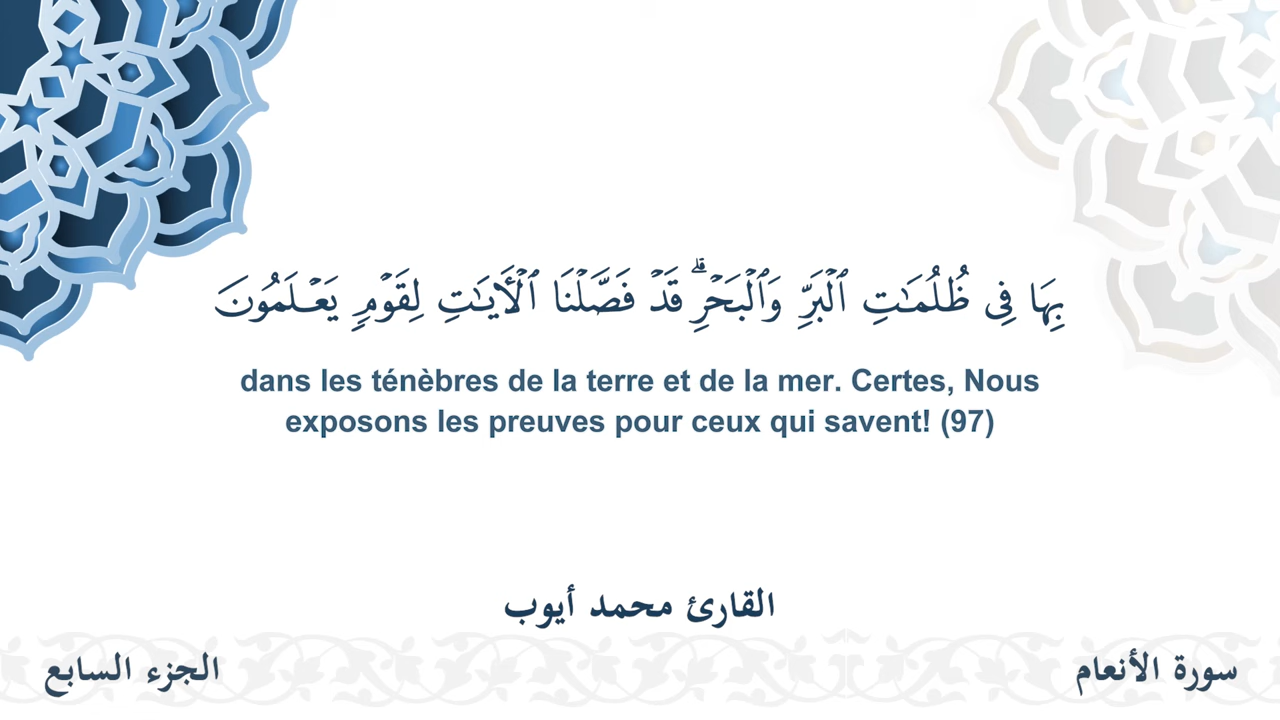 بِهَا فِى ظُلُمَـٰتِ ٱلْبَرِّ وَٱلْبَحْرِ ۗ قَدْ فَصَّلْنَا ٱلْـَٔايَـٰتِ لِقَوْمٍۢ يَعْلَمُونَ
dans les ténèbres de la terre et de la mer. Certes, Nous
exposons les preuves pour ceux qui savent! (97)
القارئ محمد أيوب
سورة الأنعام
الجزء السابع